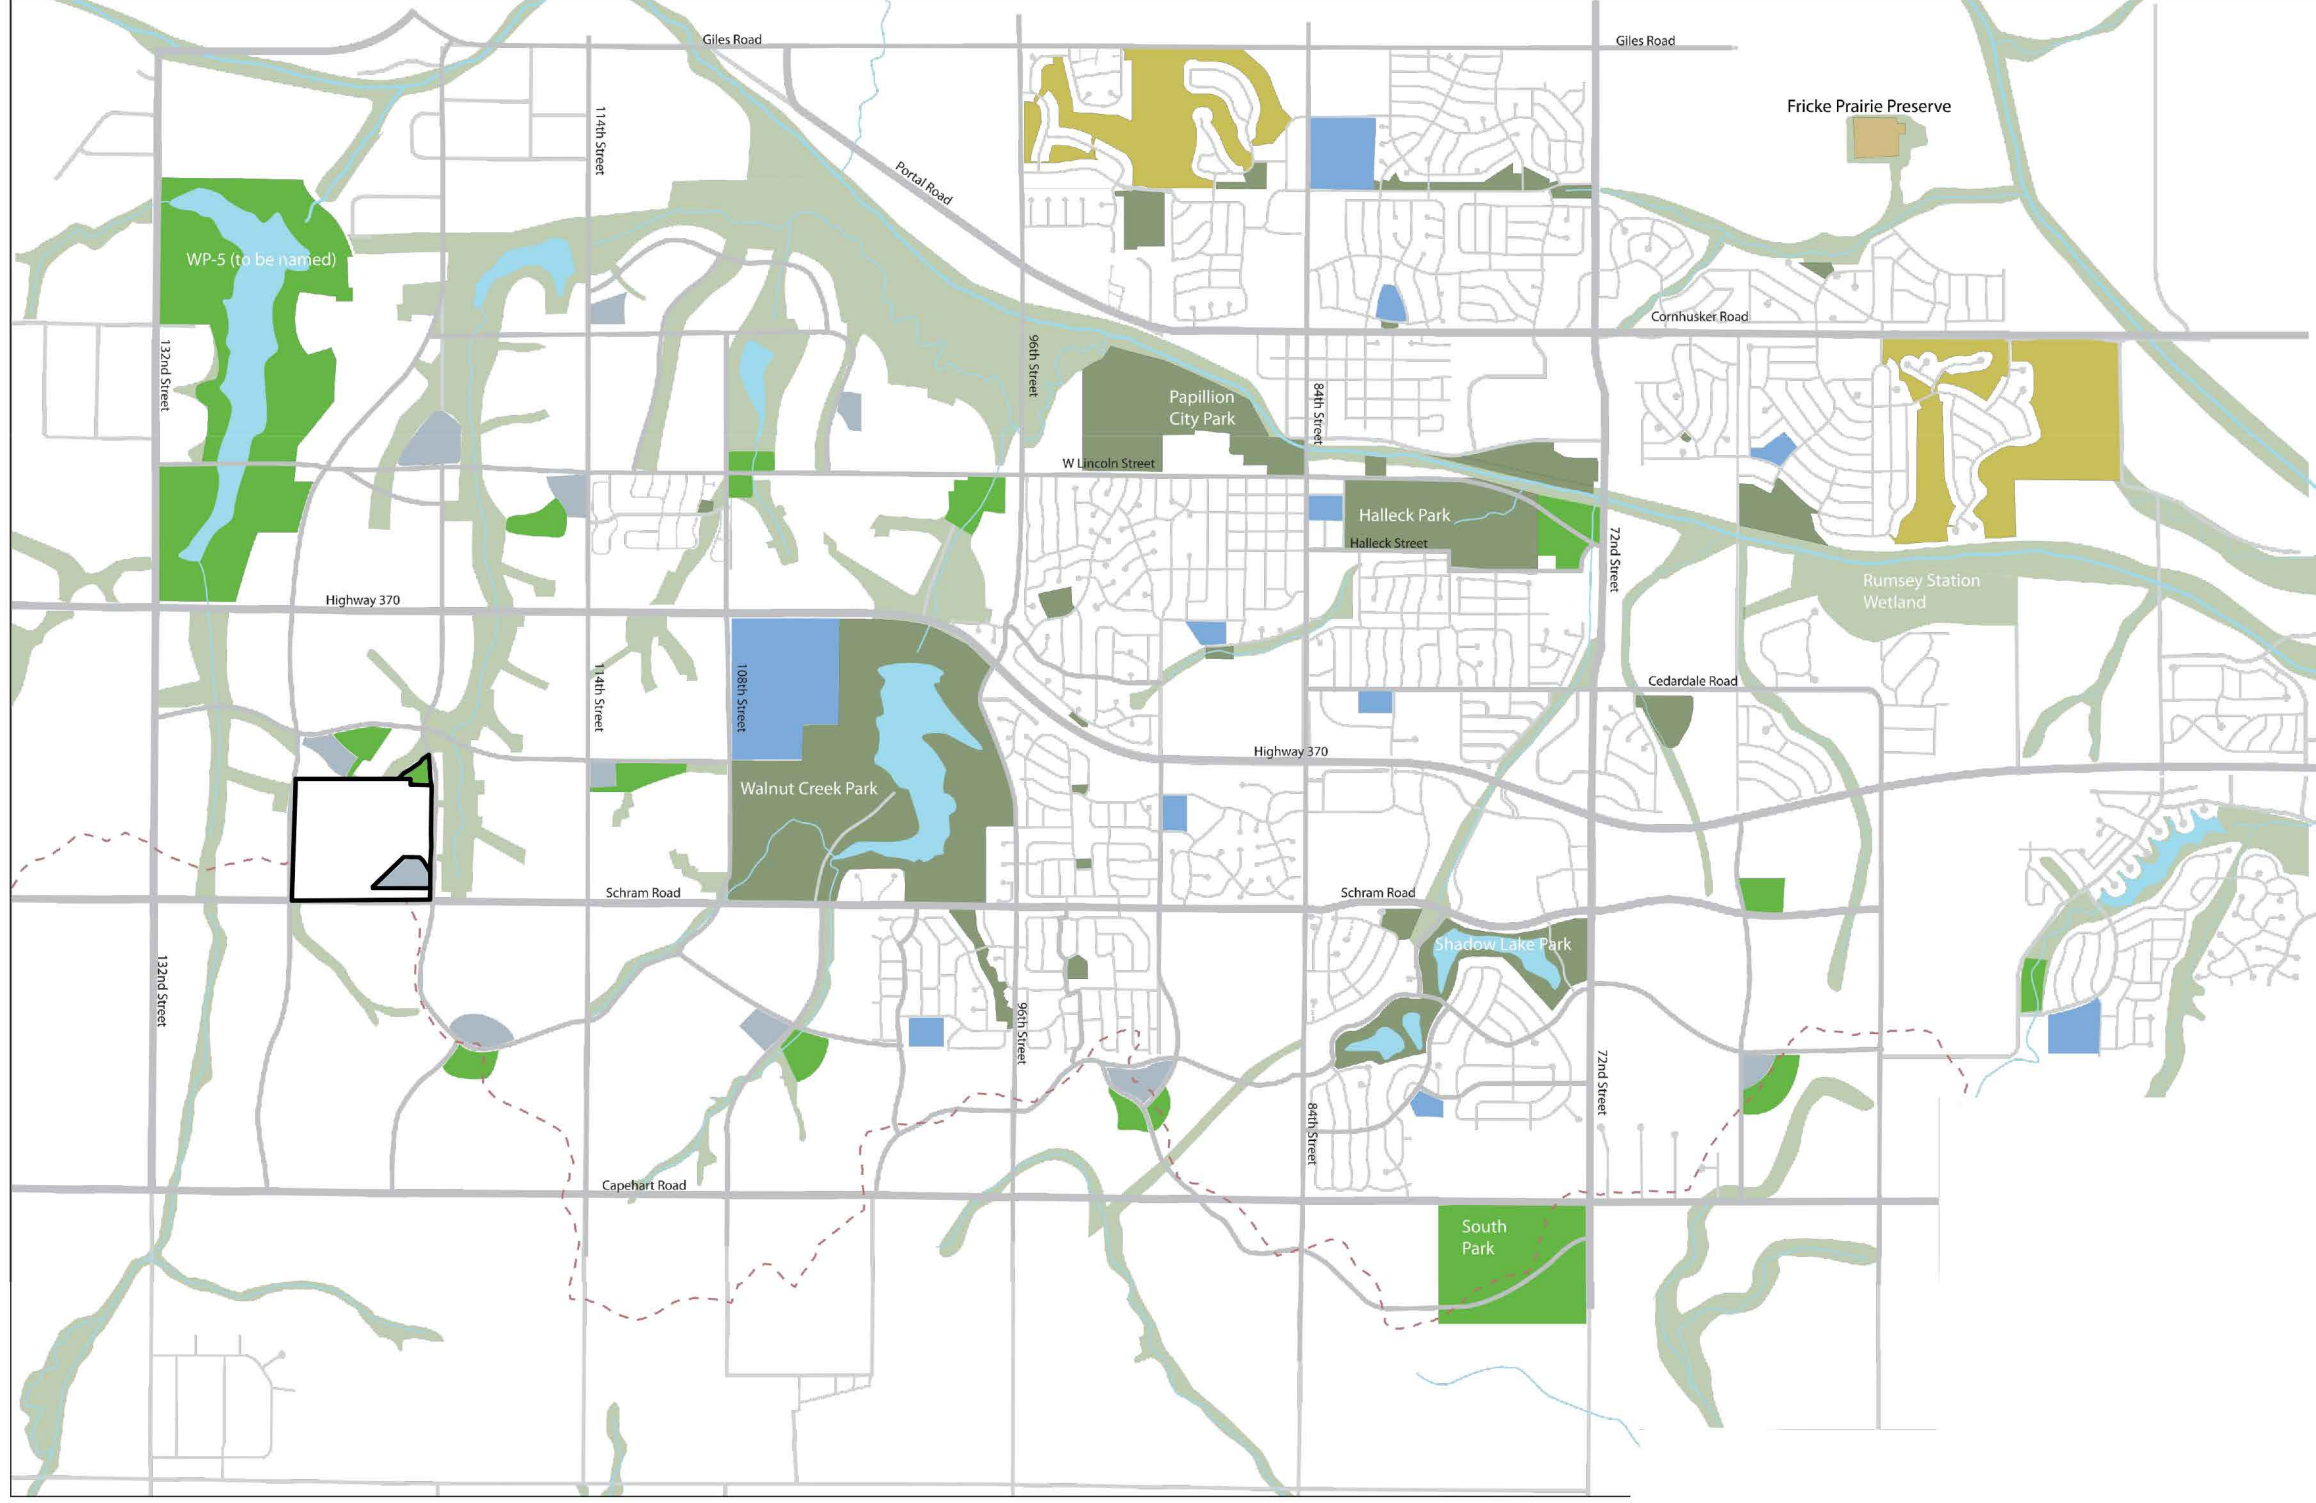 Giles Road
Giles Road
Fricke Prairie Preserve
114th Street
Portal Road
WP-5 (to be named)
Cornhusker Road
132nd Street
96th Street
84th Street
Papillion
City Park
W Lincoln Street
Halleck Park
Halleck Street
72nd Street
Rumsey Station
Wetland
Highway 370
114th Street
108th Street
Cedardale Road
Highway 370
Walnut Creek Park
Schram Road
Schram Road
Shadow Lake Park
132nd Street
96th Street
72nd Street
84th Street
Capehart Road
South
Park